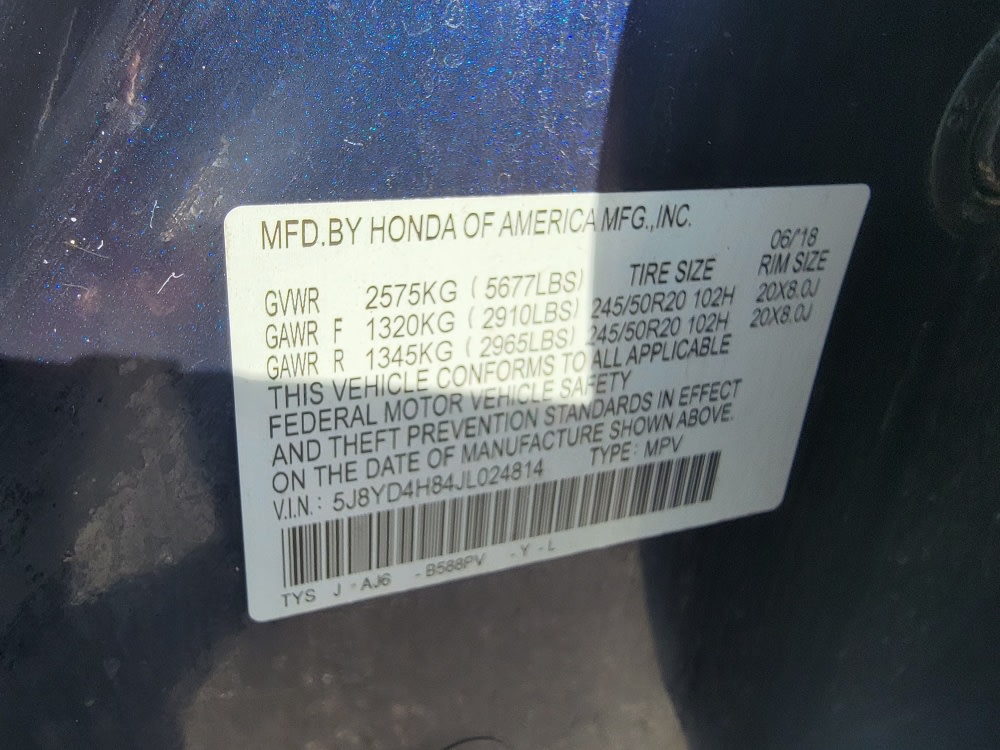 MFD.BY HONDA OF AMERICA MFG.,INC.
06/18
TIRE SIZE RIM SIZE
GVWR 2575KG ( 5677LBS)
GAWR F 1320KG ( 2910LBS) 245/50R20 102H 20X8.0J
GAWR R 1345KG ( 2965LBS) 245/50R20 102H 20X8.0J
THIS VEHICLE CONFORMS TO ALL APPLICABLE
FEDERAL MOTOR VEHICLE SAFETY
AND THEFT PREVENTION STANDARDS IN EFFECT
ON THE DATE OF MANUFACTURE SHOWN ABOVE.
V.I.N.: 5J8YD4H84JL024814 TYPE: MPV
TYS J - AJ6 - B588PV - Y - L